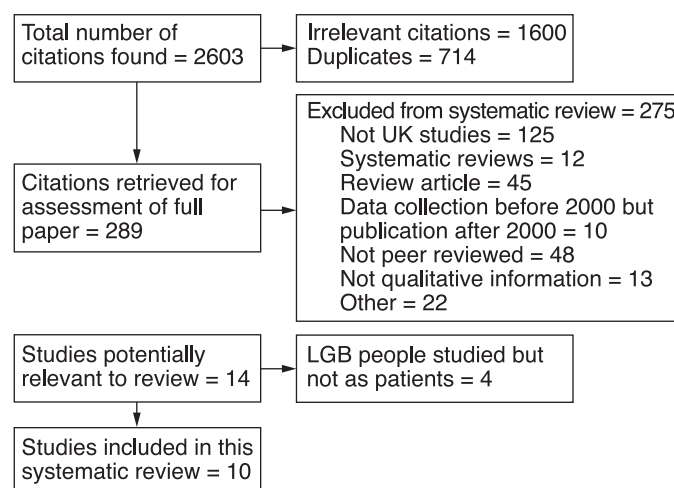 Total number of
citations found = 2603
Irrelevant citations = 1600
Duplicates = 714
Excluded from systematic review = 275
Not UK studies = 125
Systematic reviews = 12
Review article = 45
Data collection before 2000 but
publication after 2000 = 10
Not peer reviewed = 48
Not qualitative information = 13
Other = 22
Citations retrieved for
assessment of full
paper = 289
Studies potentially
relevant to review = 14
LGB people studied but
not as patients = 4
Studies included in this
systematic review = 10